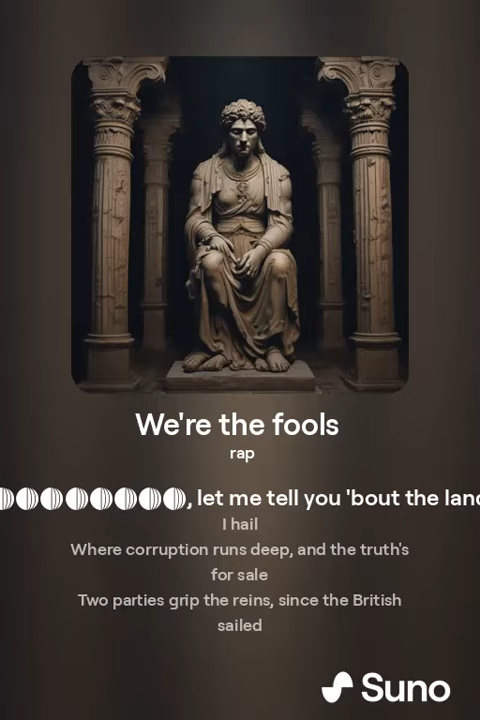 We're the fools
rap
, let me tell you 'bout the land
I hail
Where corruption runs deep, and the truth's
for sale
Two parties grip the reins, since the British
sailed
Suno